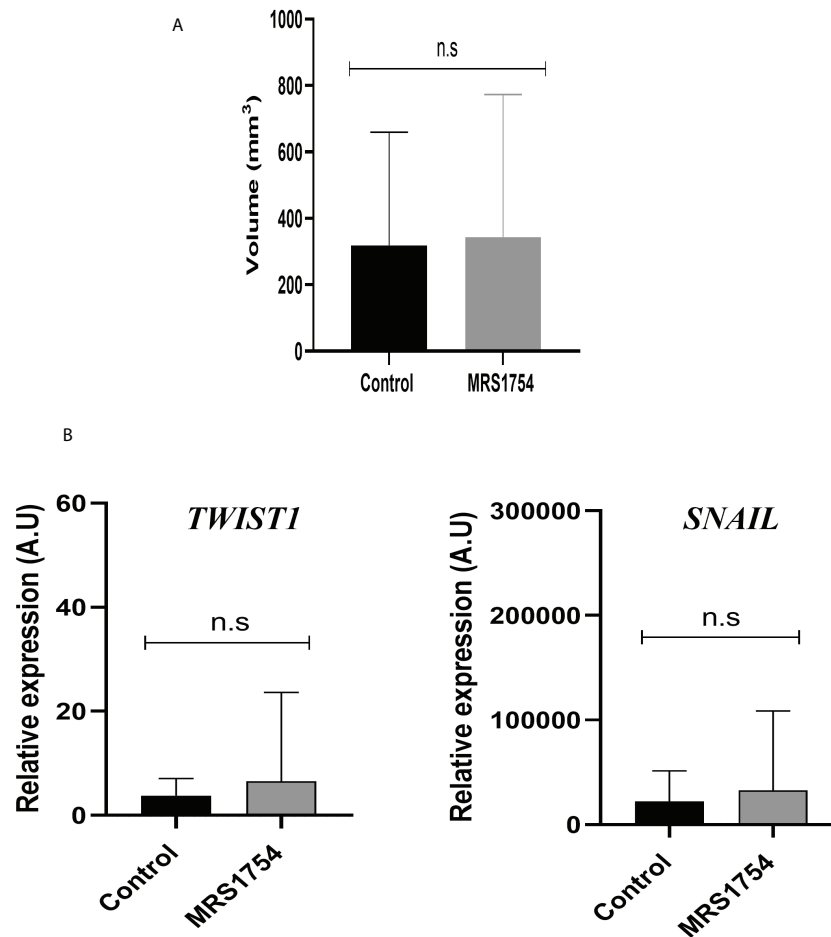 A
1000
800
600
400
200
0
Volume (mm³)
n.s
Control
MRS1754
B
60
40
20
0
Relative expression (A.U)
TWIST1
n.s
Control
MRS1754
300000
200000
100000
0
Relative expression (A.U)
SNAIL
n.s
Control
MRS1754